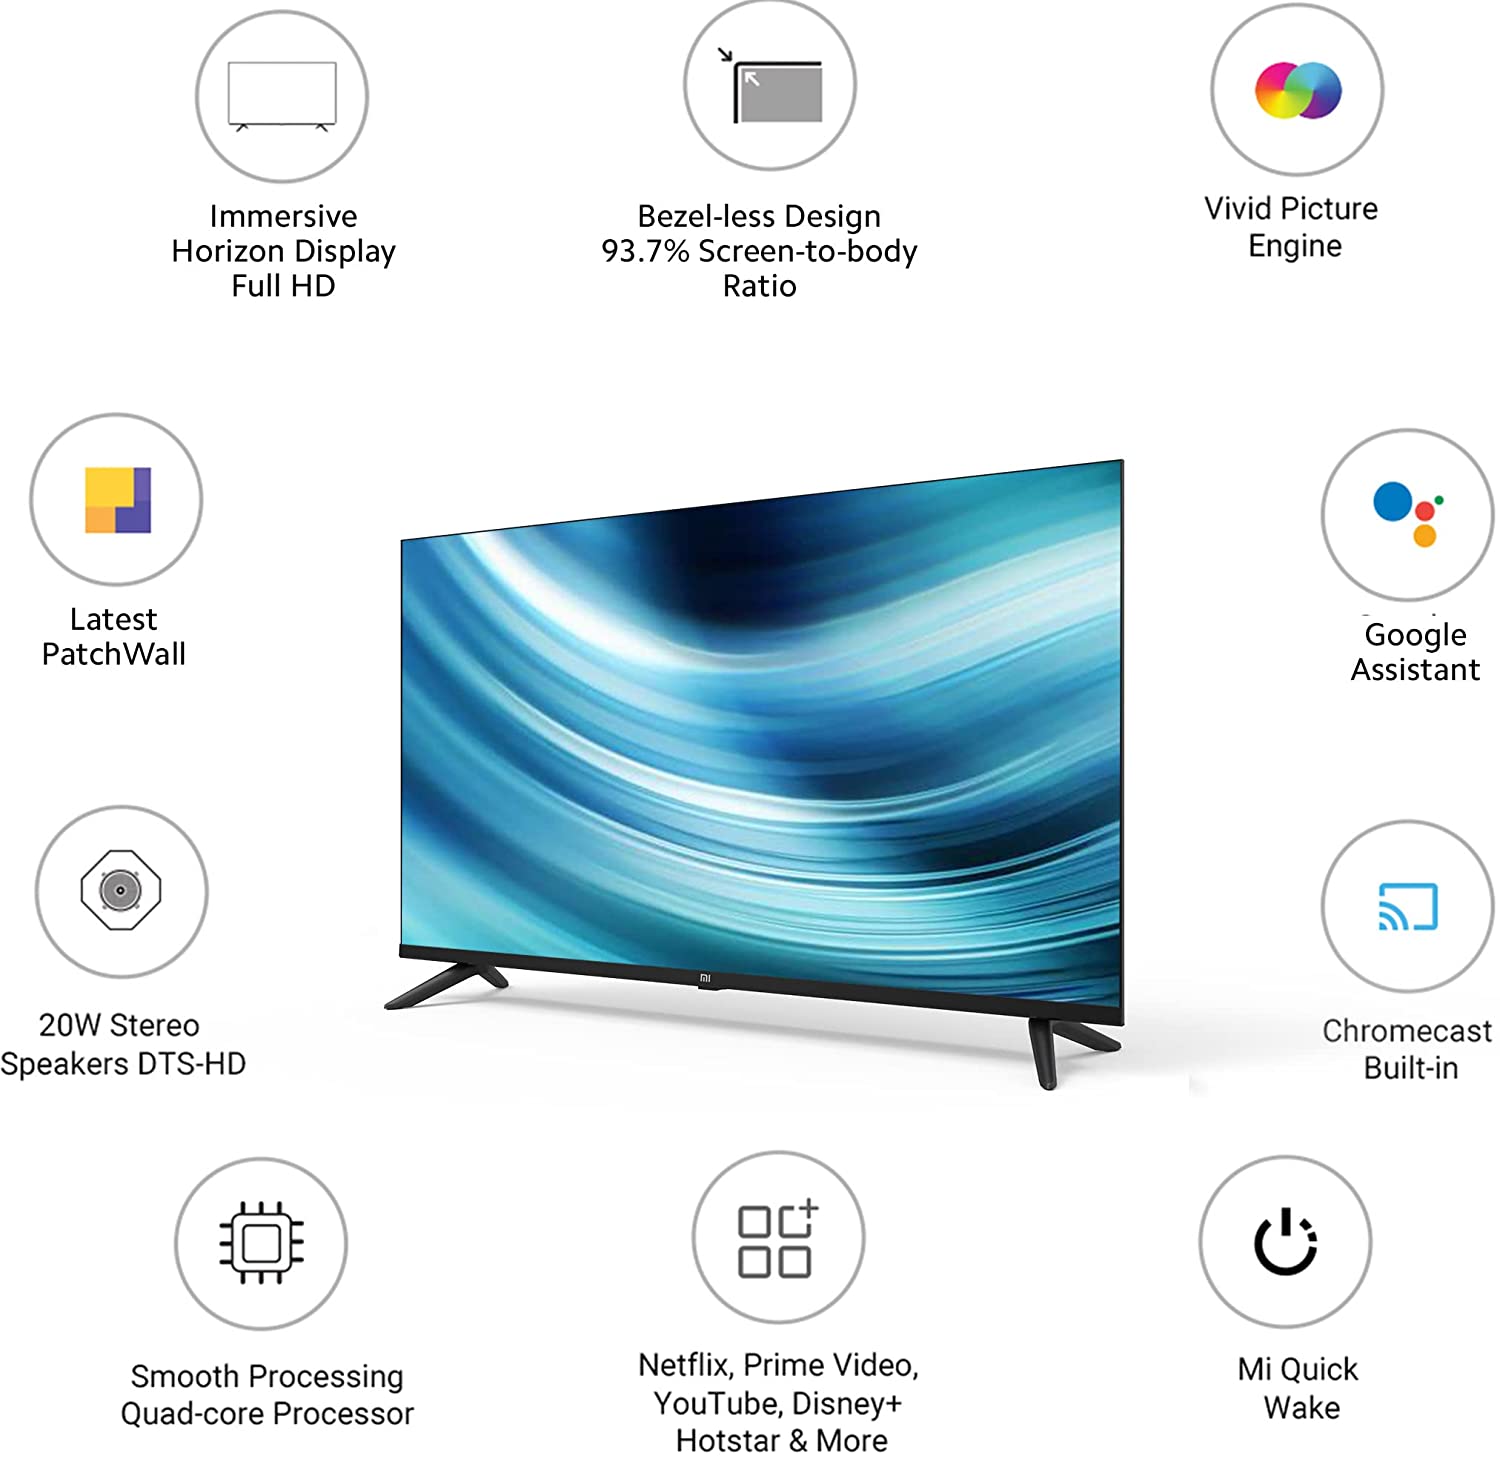 Immersive
Horizon Display
Full HD
Bezel-less Design
93.7% Screen-to-body
Ratio
Vivid Picture
Engine
Latest
PatchWall
Google
Assistant
mi
20W Stereo
Speakers DTS-HD
Chromecast
Built-in
Smooth Processing
Quad-core Processor
Netflix, Prime Video,
YouTube, Disney+
Hotstar & More
Mi Quick
Wake